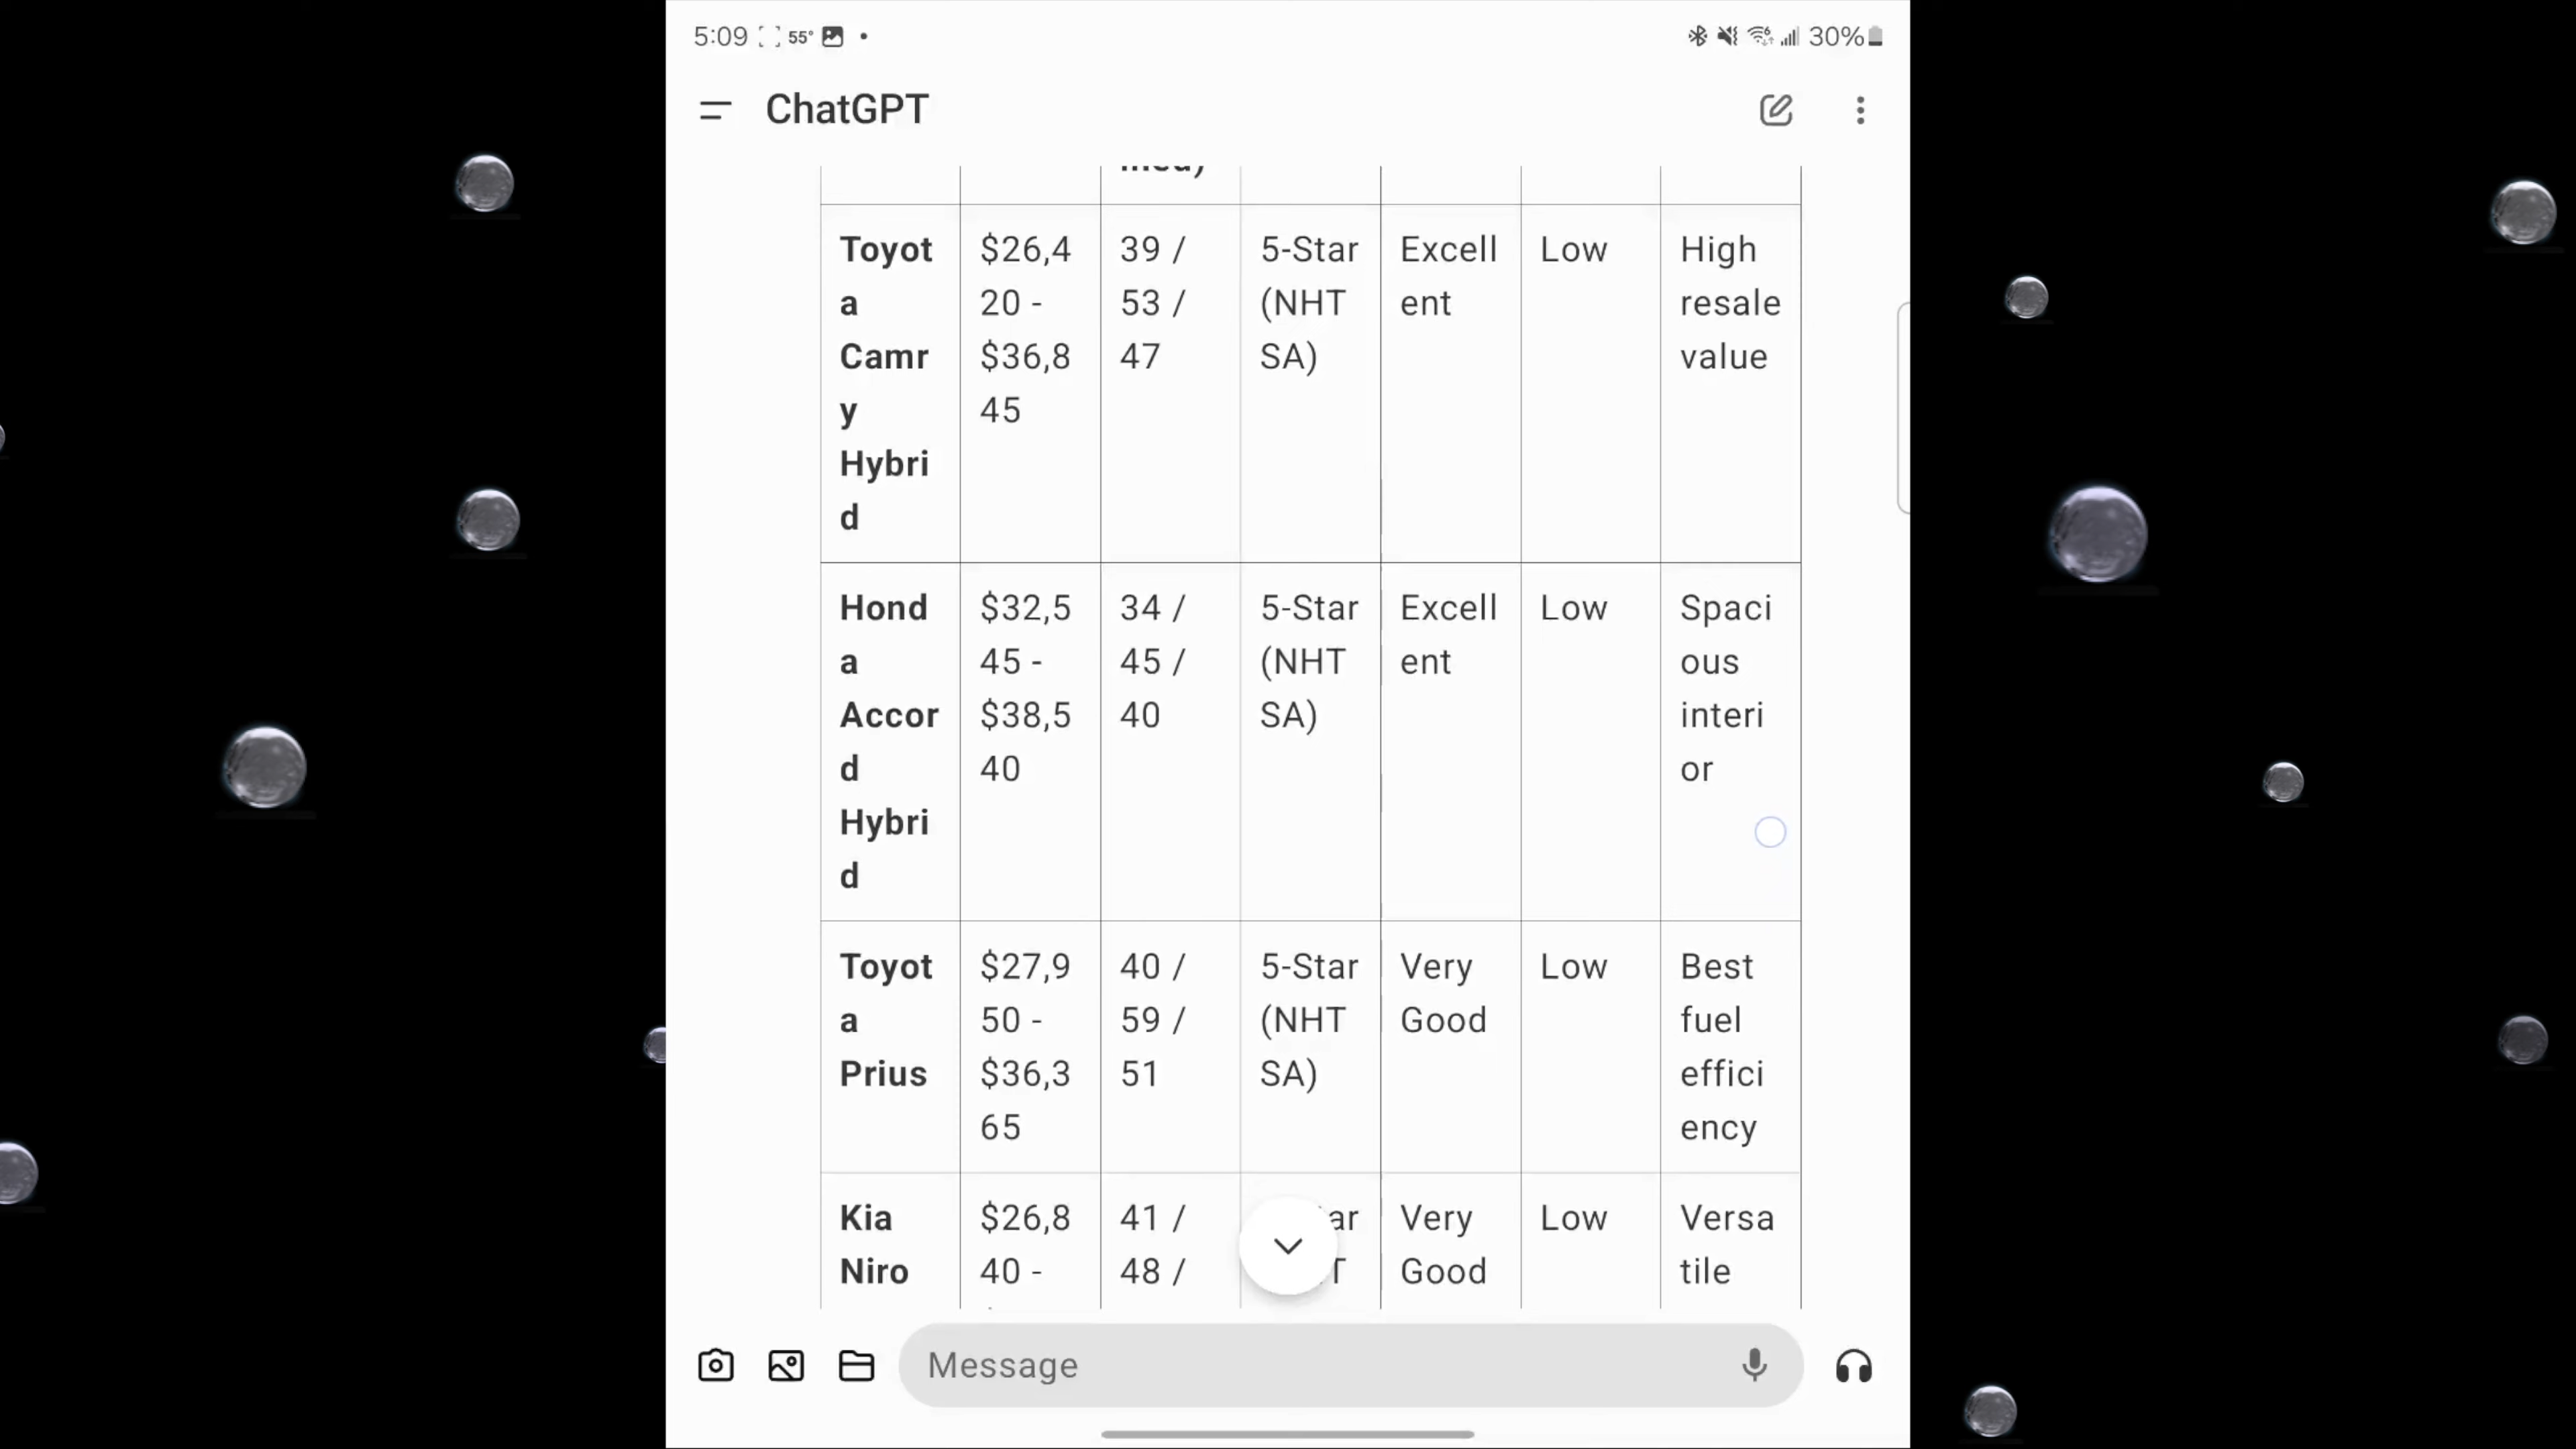 5:09 55° 30%
ChatGPT
Toyot $26,4 39 / 5-Star Excell Low High
a 20 - 53 / (NHT ent resale
Camr $36,8 47 SA) value
y 45
Hybri
d
Hond $32,5 34 / 5-Star Excell Low Spaci
a 45 - 45 / (NHT ent ous
Accor $38,5 40 SA) interi
d 40 or
Hybri
d
Toyot $27,9 40 / 5-Star Very Low Best
a 50 - 59 / (NHT Good fuel
Prius $36,3 51 SA) effici
65 ency
Kia $26,8 41 / ar Very Low Versa
Niro 40 - 48 / T Good tile
Message